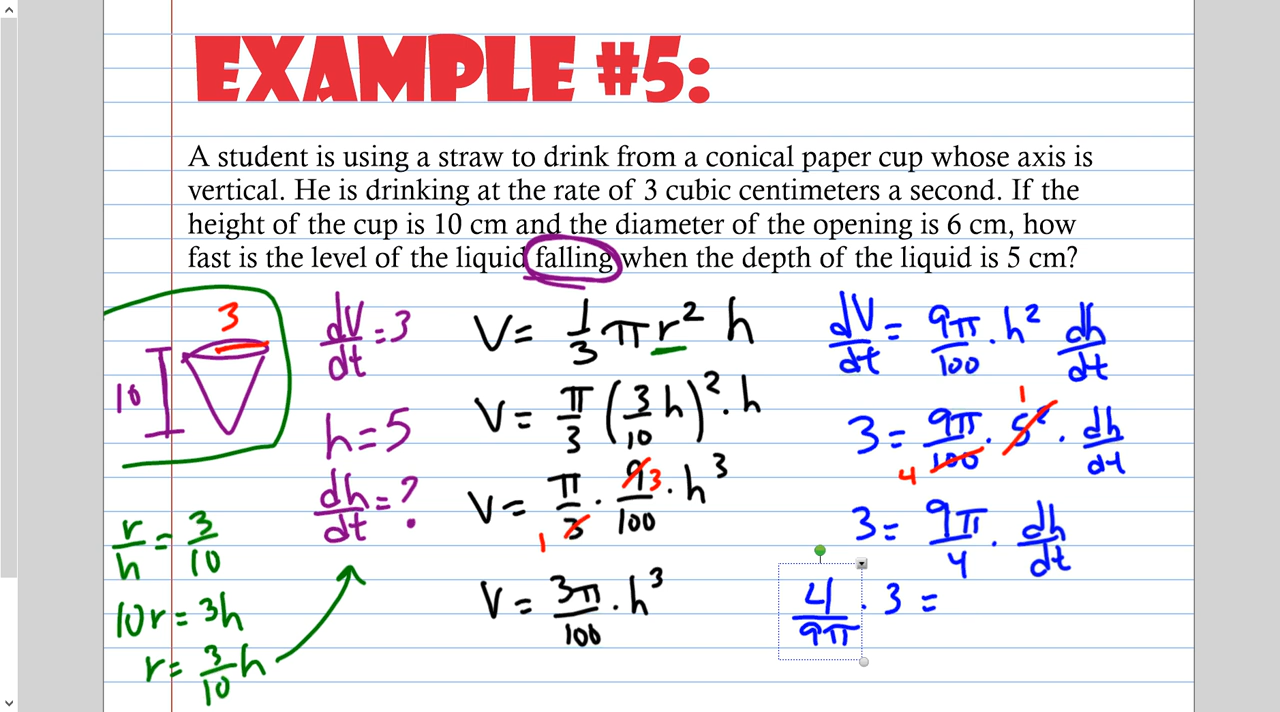 EXAMPLE #5:
A student is using a straw to drink from a conical paper cup whose axis is
vertical. He is drinking at the rate of 3 cubic centimeters a second. If the
height of the cup is 10 cm and the diameter of the opening is 6 cm, how
fast is the level of the liquid falling when the depth of the liquid is 5 cm?
3
10
r/h = 3/10
10r = 3h
r = 3/10 h
dV/dt = 3
h = 5
dh/dt = ?
V = 1/3 π r² h
V = π/3 (3/10 h)² · h
V = π/3 · 9/100 · h³
1 3
V = 3π/100 · h³
dV/dt = 9π/100 · h² dh/dt
1
3 = 9π/100 · 5² · dh/dt
4
3 = 9π/4 · dh/dt
4/9π · 3 =